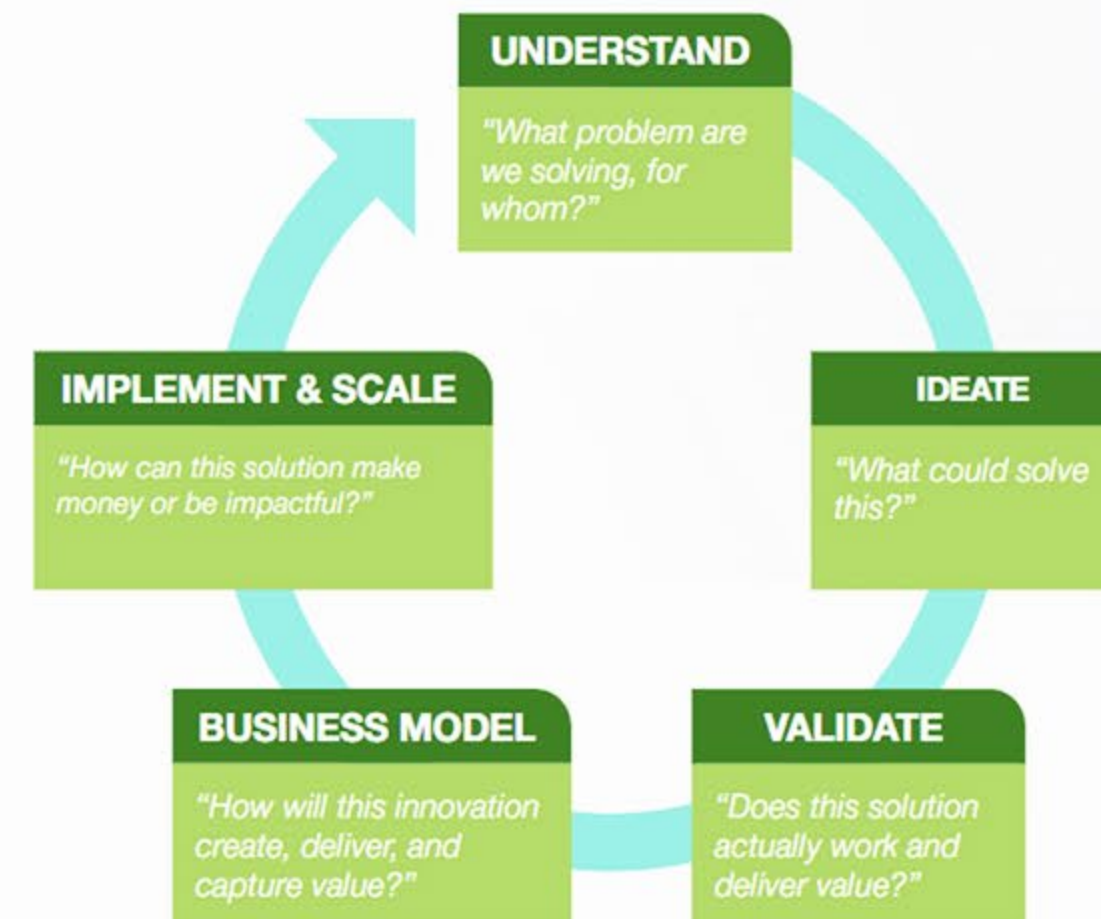 UNDERSTAND
“What problem are
we solving, for
whom?”
IDEATE
“What could solve
this?”
VALIDATE
“Does this solution
actually work and
deliver value?”
BUSINESS MODEL
“How will this innovation
create, deliver, and
capture value?”
IMPLEMENT & SCALE
“How can this solution make
money or be impactful?”